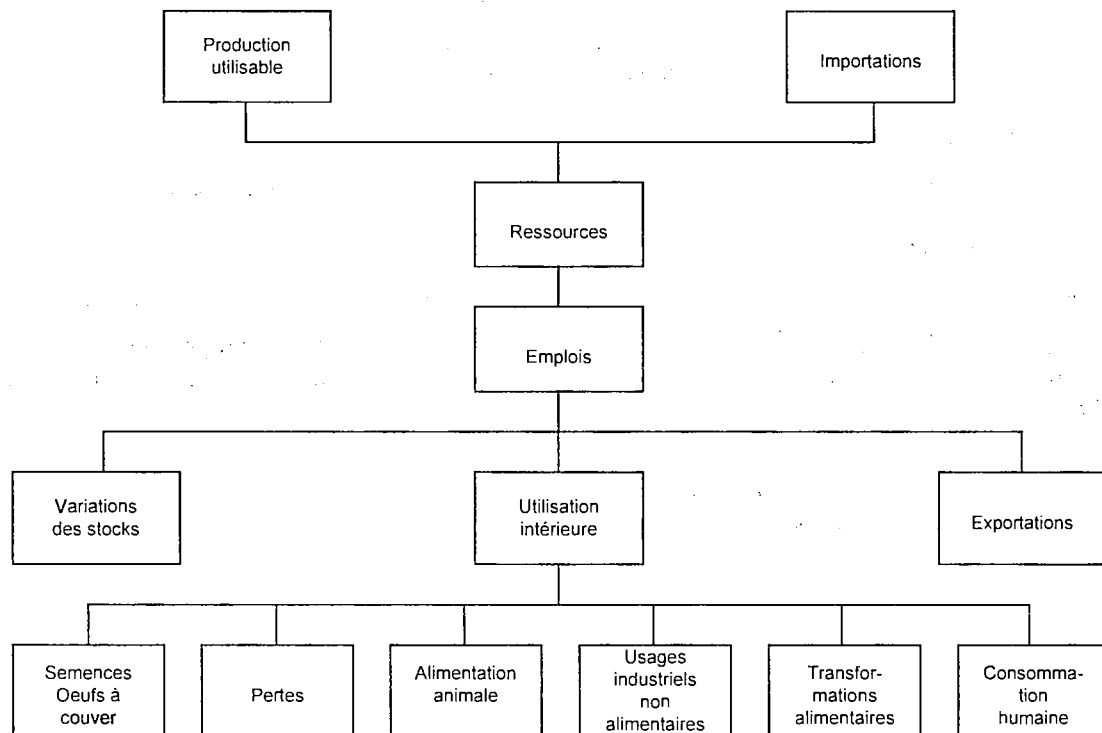 Production
utilisable
Importations
Ressources
Emplois
Variations
des stocks
Utilisation
intérieure
Exportations
Semences
Oeufs à
couver
Pertes
Alimentation
animale
Usages
industriels
non
alimentaires
Transfor-
mations
alimentaires
Consomma-
tion
humaine